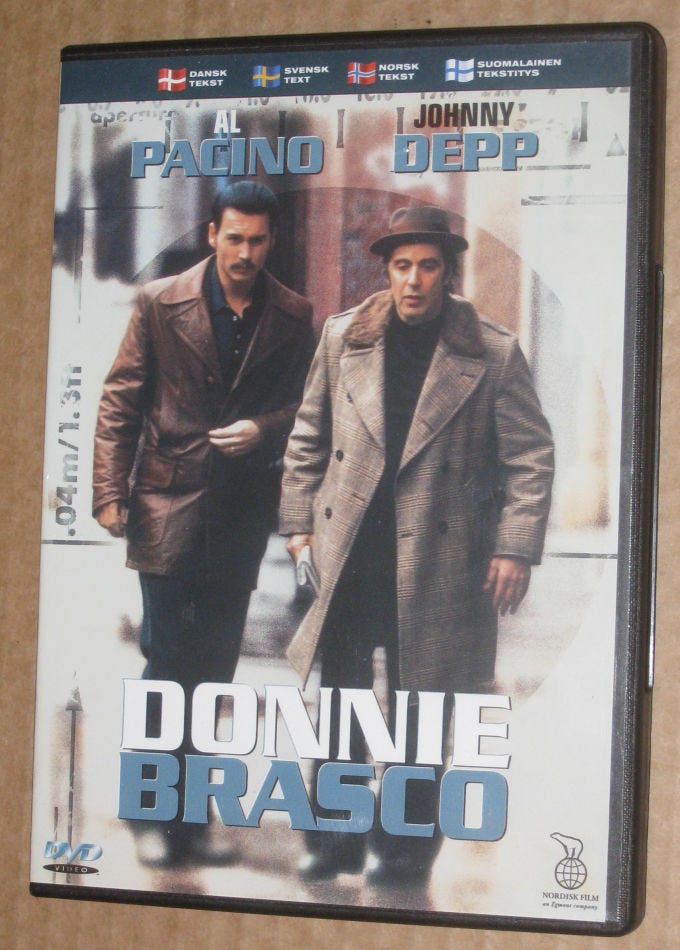 DANSK
TEKST
SVENSK
TEXT
NORSK
TEKST
SUOMALAINEN
TEKSTITYS
aperture
AL
PACINO
JOHNNY
DEPP
.04m/1.3ft
DONNIE
BRASCO
DVD
VIDEO
NORDISK FILM
an Egmont company